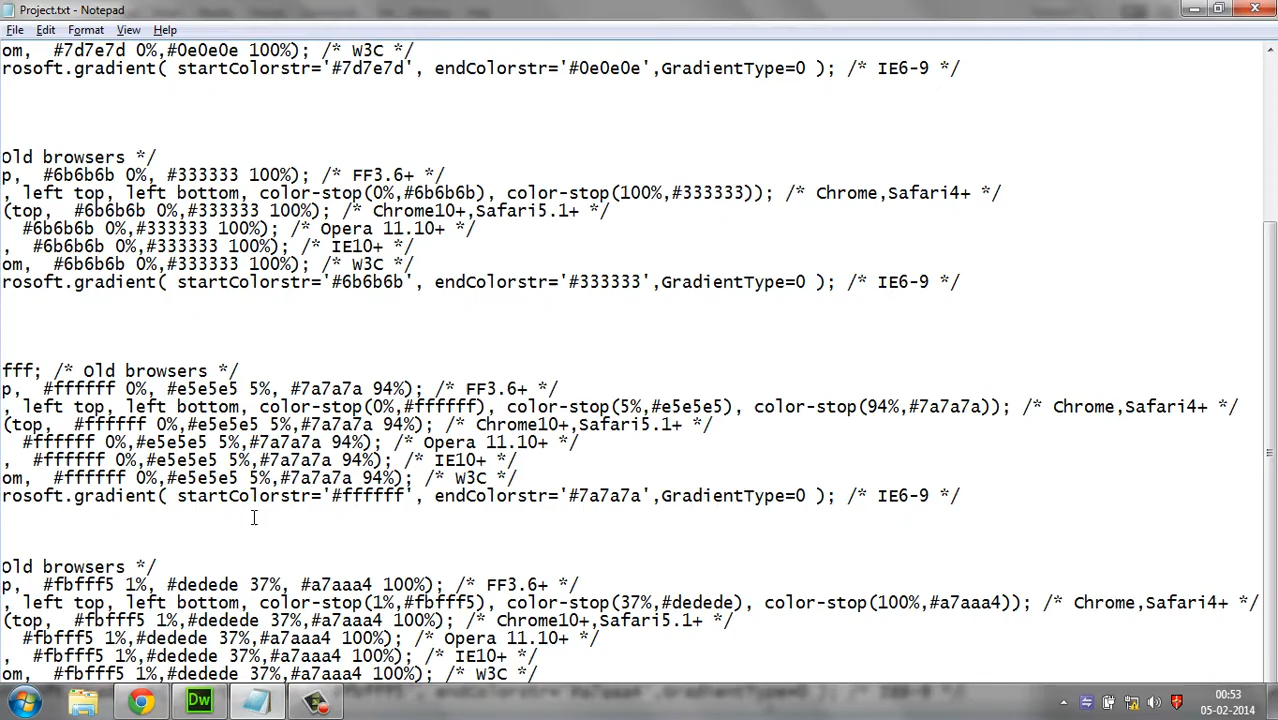 Project.txt - Notepad
File Edit Format View Help
om,  #7d7e7d 0%,#0e0e0e 100%); /* W3C */
rosoft.gradient( startColorstr='#7d7e7d', endColorstr='#0e0e0e',GradientType=0 ); /* IE6-9 */
Old browsers */
p,  #6b6b6b 0%, #333333 100%); /* FF3.6+ */
, left top, left bottom, color-stop(0%,#6b6b6b), color-stop(100%,#333333)); /* Chrome,Safari4+ */
(top,  #6b6b6b 0%,#333333 100%); /* Chrome10+,Safari5.1+ */
#6b6b6b 0%,#333333 100%); /* Opera 11.10+ */
,  #6b6b6b 0%,#333333 100%); /* IE10+ */
om,  #6b6b6b 0%,#333333 100%); /* W3C */
rosoft.gradient( startColorstr='#6b6b6b', endColorstr='#333333',GradientType=0 ); /* IE6-9 */
fff; /* Old browsers */
p,  #ffffff 0%, #e5e5e5 5%, #7a7a7a 94%); /* FF3.6+ */
, left top, left bottom, color-stop(0%,#ffffff), color-stop(5%,#e5e5e5), color-stop(94%,#7a7a7a)); /* Chrome,Safari4+ */
(top,  #ffffff 0%,#e5e5e5 5%,#7a7a7a 94%); /* Chrome10+,Safari5.1+ */
#ffffff 0%,#e5e5e5 5%,#7a7a7a 94%); /* Opera 11.10+ */
,  #ffffff 0%,#e5e5e5 5%,#7a7a7a 94%); /* IE10+ */
om,  #ffffff 0%,#e5e5e5 5%,#7a7a7a 94%); /* W3C */
rosoft.gradient( startColorstr='#ffffff', endColorstr='#7a7a7a',GradientType=0 ); /* IE6-9 */
Old browsers */
p,  #fbfff5 1%, #dedede 37%, #a7aaa4 100%); /* FF3.6+ */
, left top, left bottom, color-stop(1%,#fbfff5), color-stop(37%,#dedede), color-stop(100%,#a7aaa4)); /* Chrome,Safari4+ */
(top,  #fbfff5 1%,#dedede 37%,#a7aaa4 100%); /* Chrome10+,Safari5.1+ */
#fbfff5 1%,#dedede 37%,#a7aaa4 100%); /* Opera 11.10+ */
,  #fbfff5 1%,#dedede 37%,#a7aaa4 100%); /* IE10+ */
om,  #fbfff5 1%,#dedede 37%,#a7aaa4 100%); /* W3C */
Dw
00:53
05-02-2014